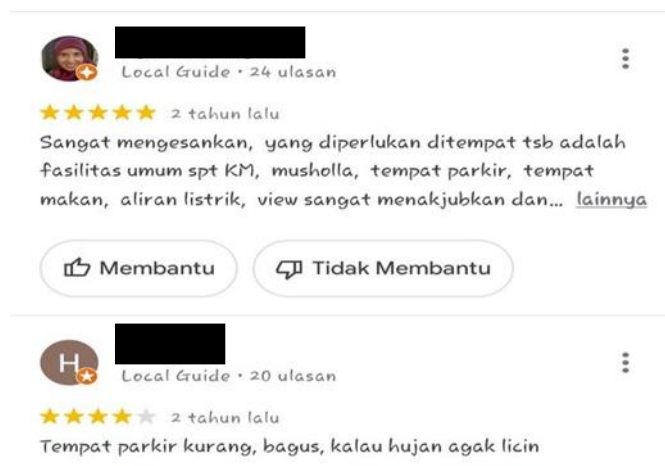 Local Guide • 24 ulasan
2 tahun lalu
Sangat mengesankan, yang diperlukan ditempat tsb adalah
fasilitas umum spt KM, musholla, tempat parkir, tempat
makan, aliran listrik, view sangat menakjubkan dan... lainnya
Membantu
Tidak Membantu
H
Local Guide • 20 ulasan
2 tahun lalu
Tempat parkir kurang, bagus, kalau hujan agak licin